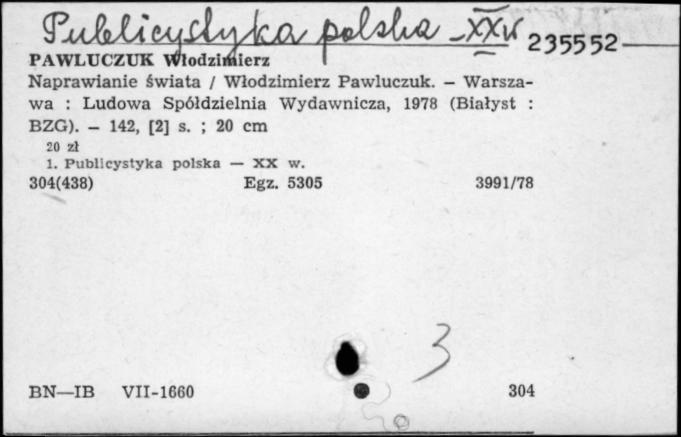 Publicystyka polska - XX w
235552
PAWLUCZUK Włodzimierz
Naprawianie świata / Włodzimierz Pawluczuk. – Warsza-
wa : Ludowa Spółdzielnia Wydawnicza, 1978 (Białyst :
BZG). – 142, [2] s. ; 20 cm
20 zł
1. Publicystyka polska — XX w.
304(438) Egz. 5305 3991/78
3
BN—IB VII-1660 304